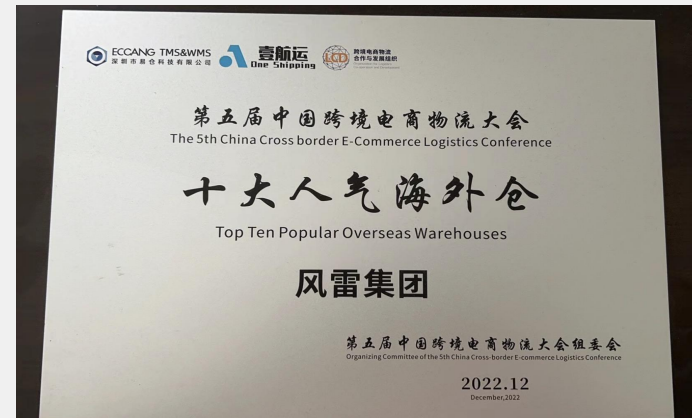 ECCANG TMS&WMS
深圳市易仓科技有限公司
壹航运
One Shipping
LCD
跨境电商物流
合作与发展组织
第五届中国跨境电商物流大会
The 5th China Cross border E-Commerce Logistics Conference
十大人气海外仓
Top Ten Popular Overseas Warehouses
风雷集团
第五届中国跨境电商物流大会组委会
Organizing Committee of the 5th China Cross-border E-commerce Logistics Conference
2022.12
December,2022